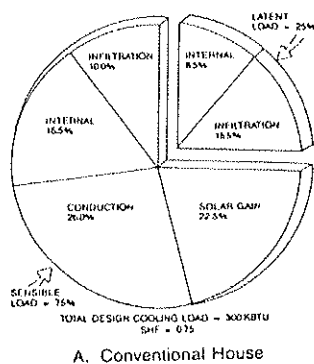 LATENT
LOAD = 25%
INFILTRATION
10.0%
INTERNAL
8.5%
INTERNAL
16.5%
INFILTRATION
16.5%
CONDUCTION
26.0%
SOLAR GAIN
22.5%
SENSIBLE
LOAD = 75%
TOTAL DESIGN COOLING LOAD = 30.0 KBTU
SHF = 0.75
A. Conventional House